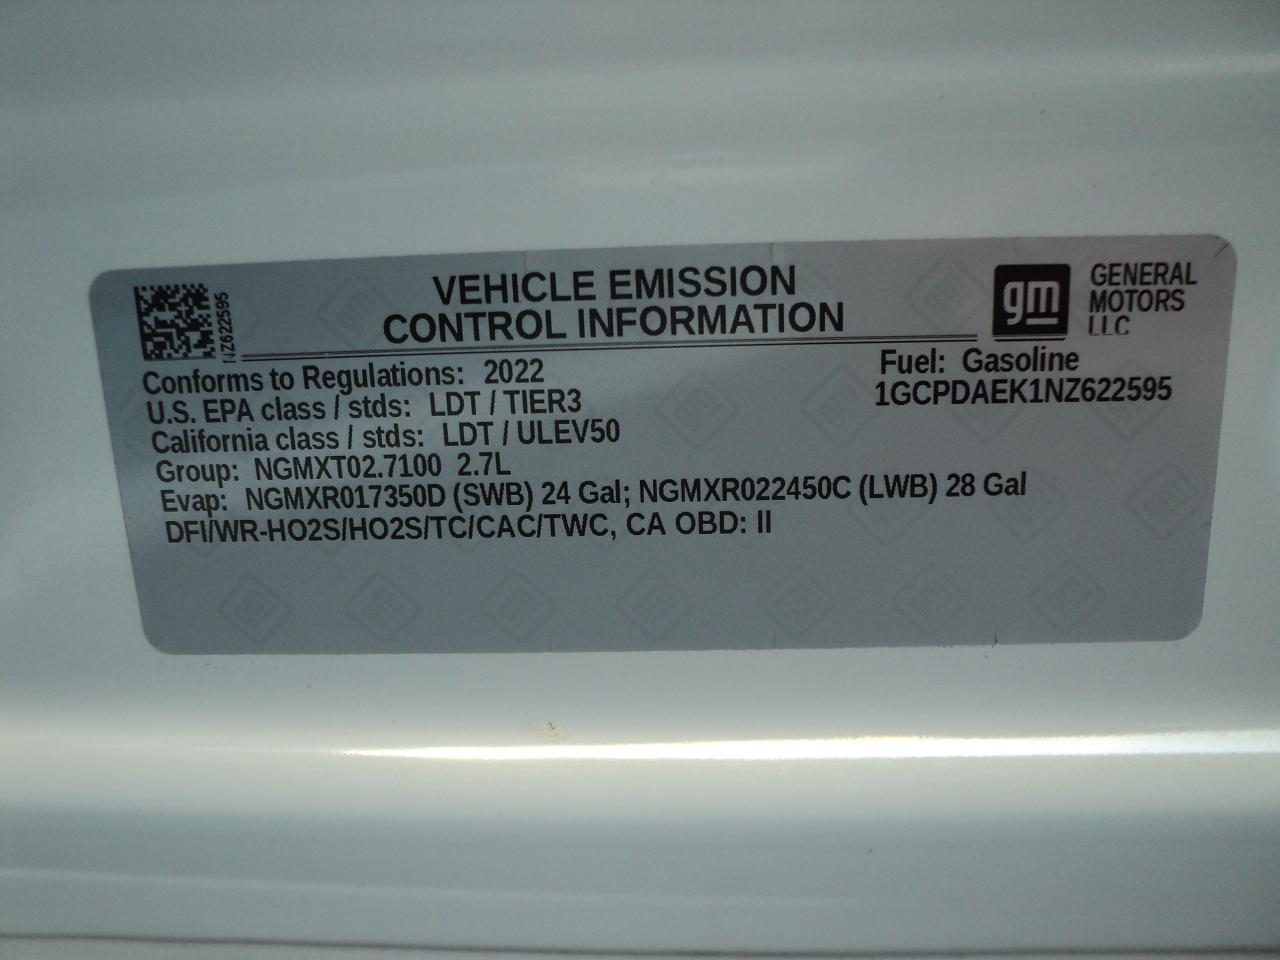 VEHICLE EMISSION
CONTROL INFORMATION
gm
GENERAL
MOTORS
LLC
NZ622595
Conforms to Regulations: 2022
U.S. EPA class / stds: LDT / TIER3
California class / stds: LDT / ULEV50
Group: NGMXT02.7100 2.7L
Evap: NGMXR017350D (SWB) 24 Gal; NGMXR022450C (LWB) 28 Gal
DFI/WR-HO2S/HO2S/TC/CAC/TWC, CA OBD: II
Fuel: Gasoline
1GCPDAEK1NZ622595